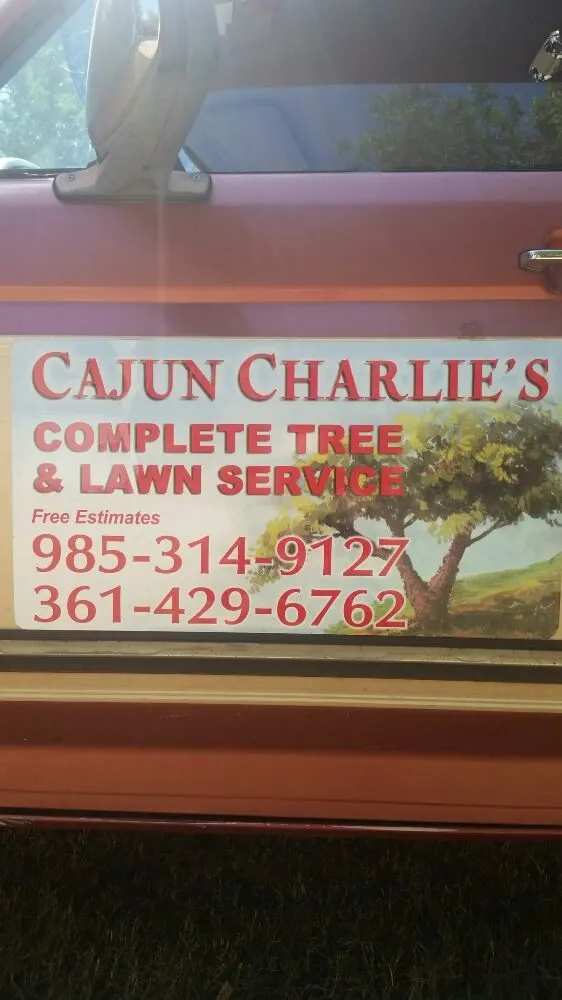 CAJUN CHARLIE'S
COMPLETE TREE
& LAWN SERVICE
Free Estimates
985-314-9127
361-429-6762